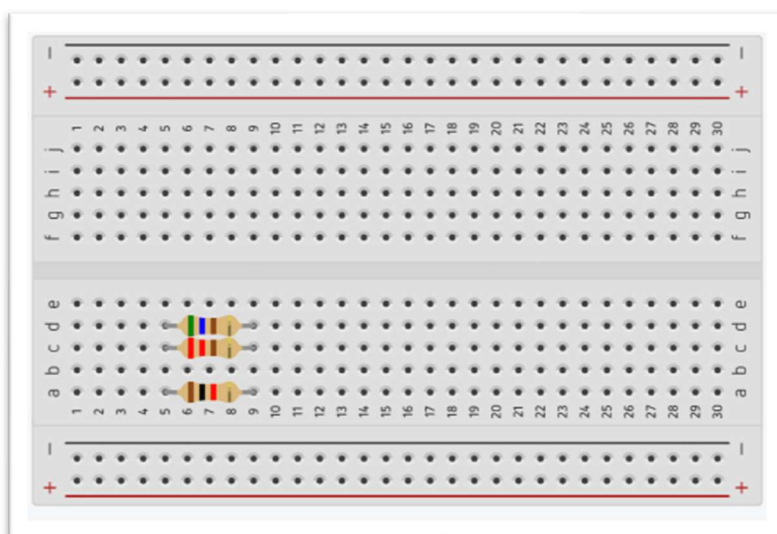 - -
+ +
1 2 3 4 5 6 7 8 9 10 11 12 13 14 15 16 17 18 19 20 21 22 23 24 25 26 27 28 29 30
j j
i i
h h
g g
f f
e e
d d
c c
b b
a a
1 2 3 4 5 6 7 8 9 10 11 12 13 14 15 16 17 18 19 20 21 22 23 24 25 26 27 28 29 30
- -
+ +